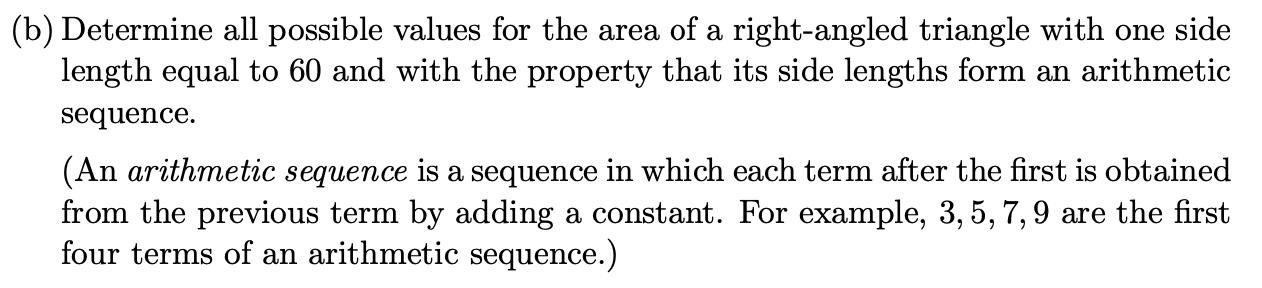 (b) Determine all possible values for the area of a right-angled triangle with one side
length equal to 60 and with the property that its side lengths form an arithmetic
sequence.
(An arithmetic sequence is a sequence in which each term after the first is obtained
from the previous term by adding a constant. For example, 3, 5, 7, 9 are the first
four terms of an arithmetic sequence.)